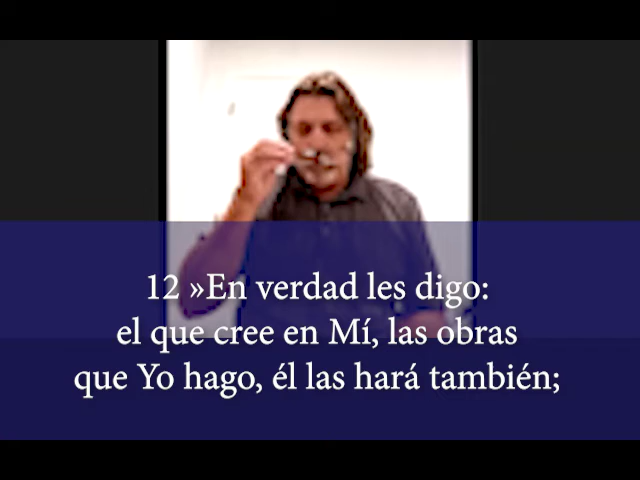 12 »En verdad les digo:
el que cree en Mí, las obras
que Yo hago, él las hará también;